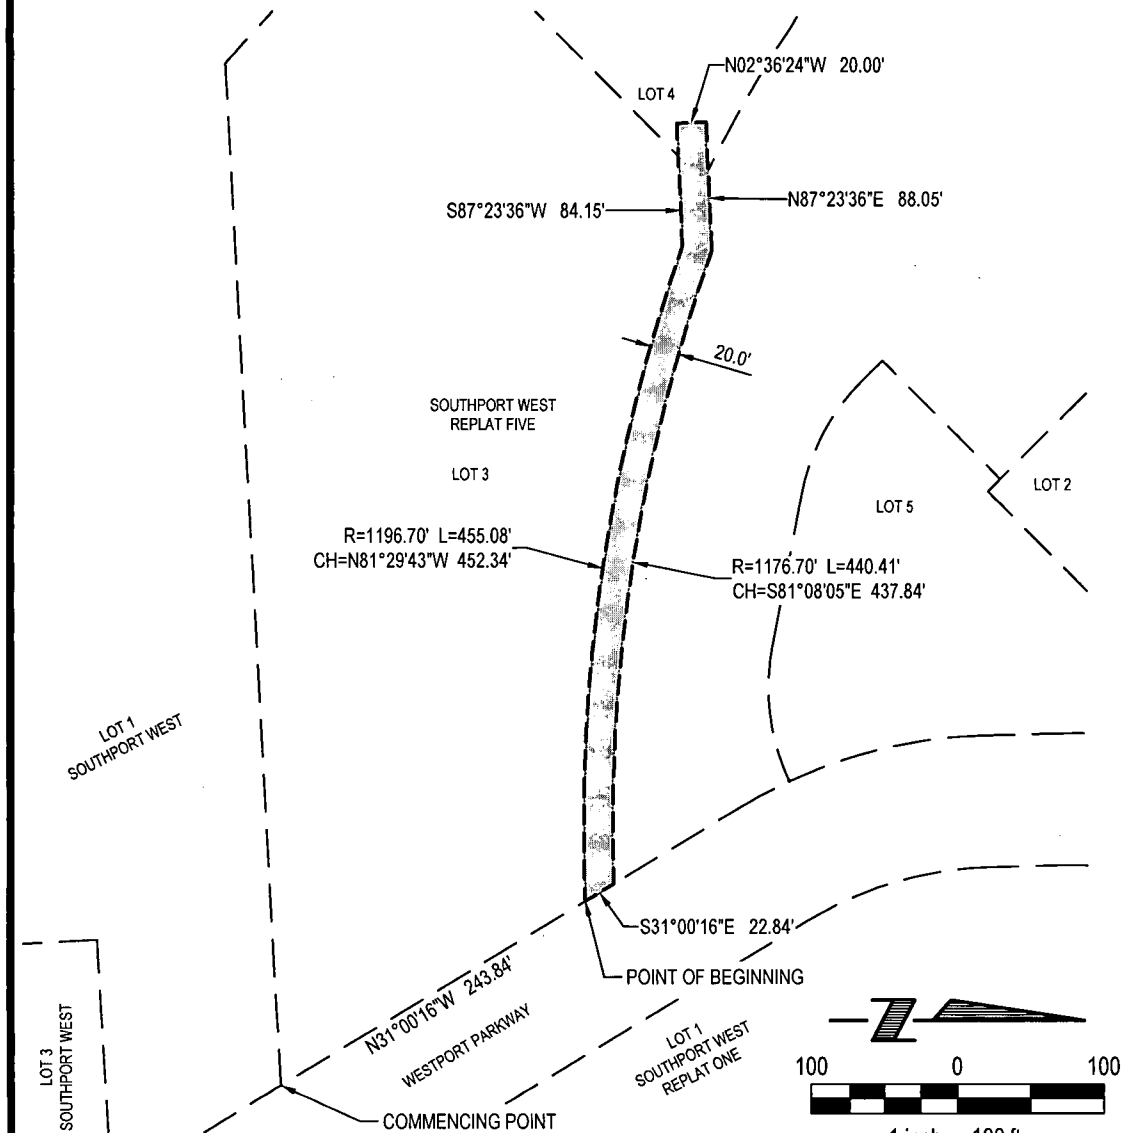 N02°36'24"W 20.00'
LOT 4
S87°23'36"W 84.15'
N87°23'36"E 88.05'
20.0'
SOUTHPORT WEST
REPLAT FIVE
LOT 3
LOT 5
LOT 2
R=1196.70' L=455.08'
CH=N81°29'43"W 452.34'
R=1176.70' L=440.41'
CH=S81°08'05"E 437.84'
LOT 1
SOUTHPORT WEST
S31°00'16"E 22.84'
POINT OF BEGINNING
N31°00'16"W 243.84'
WESTPORT PARKWAY
LOT 1
SOUTHPORT WEST
REPLAT ONE
LOT 3
SOUTHPORT WEST
COMMENCING POINT
Z
100 0 100